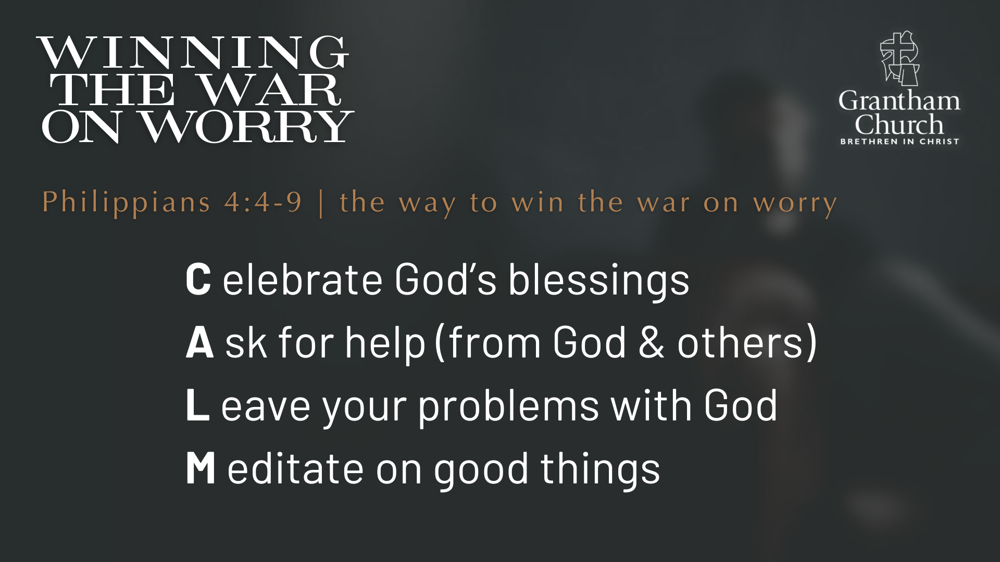 WINNING
THE WAR
ON WORRY
Grantham
Church
BRETHREN IN CHRIST
Philippians 4:4-9 | the way to win the war on worry
C elebrate God’s blessings
A sk for help (from God & others)
L eave your problems with God
M editate on good things